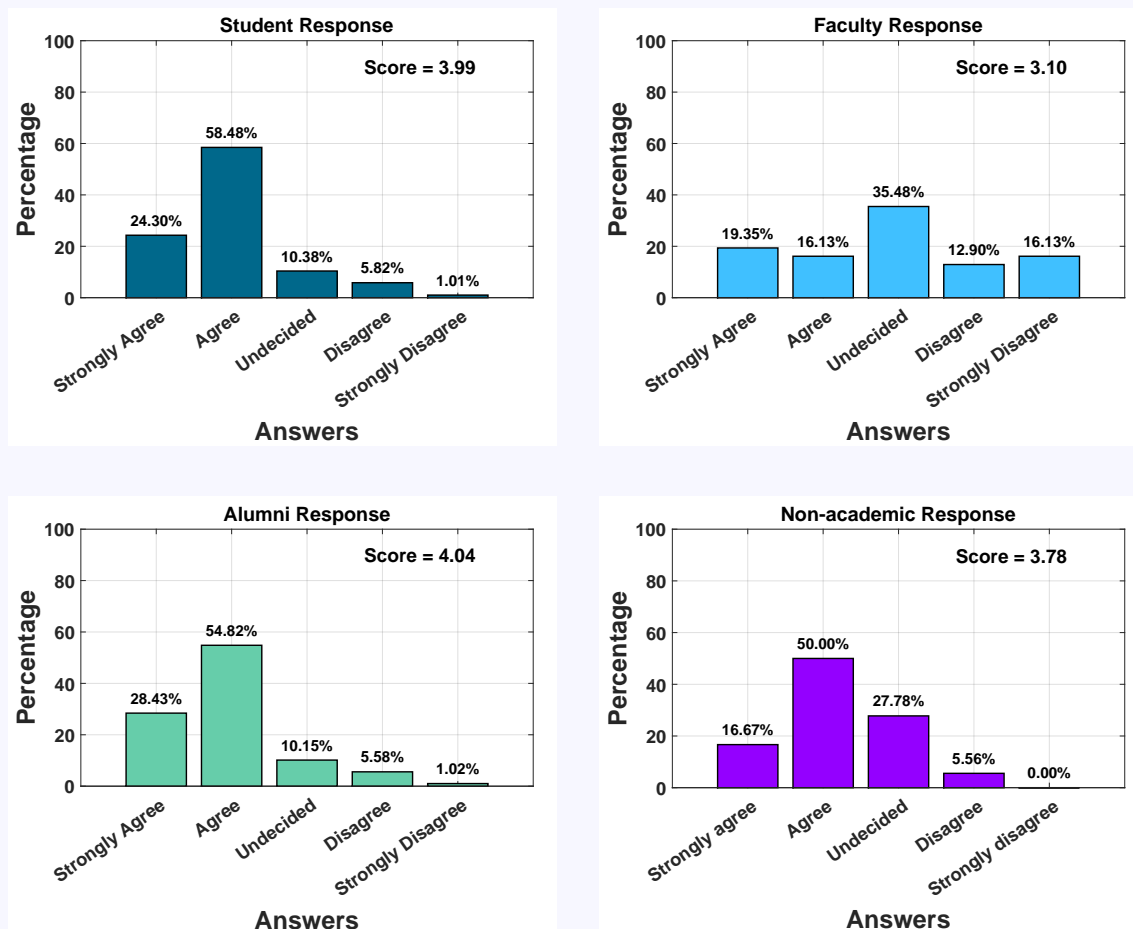 Student Response
Score = 3.99
Percentage
100
80
60
40
20
0
24.30%
58.48%
10.38%
5.82%
1.01%
Strongly Agree
Agree
Undecided
Disagree
Strongly Disagree
Answers
Faculty Response
Score = 3.10
Percentage
100
80
60
40
20
0
19.35%
16.13%
35.48%
12.90%
16.13%
Strongly Agree
Agree
Undecided
Disagree
Strongly Disagree
Answers
Alumni Response
Score = 4.04
Percentage
100
80
60
40
20
0
28.43%
54.82%
10.15%
5.58%
1.02%
Strongly Agree
Agree
Undecided
Disagree
Strongly Disagree
Answers
Non-academic Response
Score = 3.78
Percentage
100
80
60
40
20
0
16.67%
50.00%
27.78%
5.56%
0.00%
Strongly agree
Agree
Undecided
Disagree
Strongly disagree
Answers